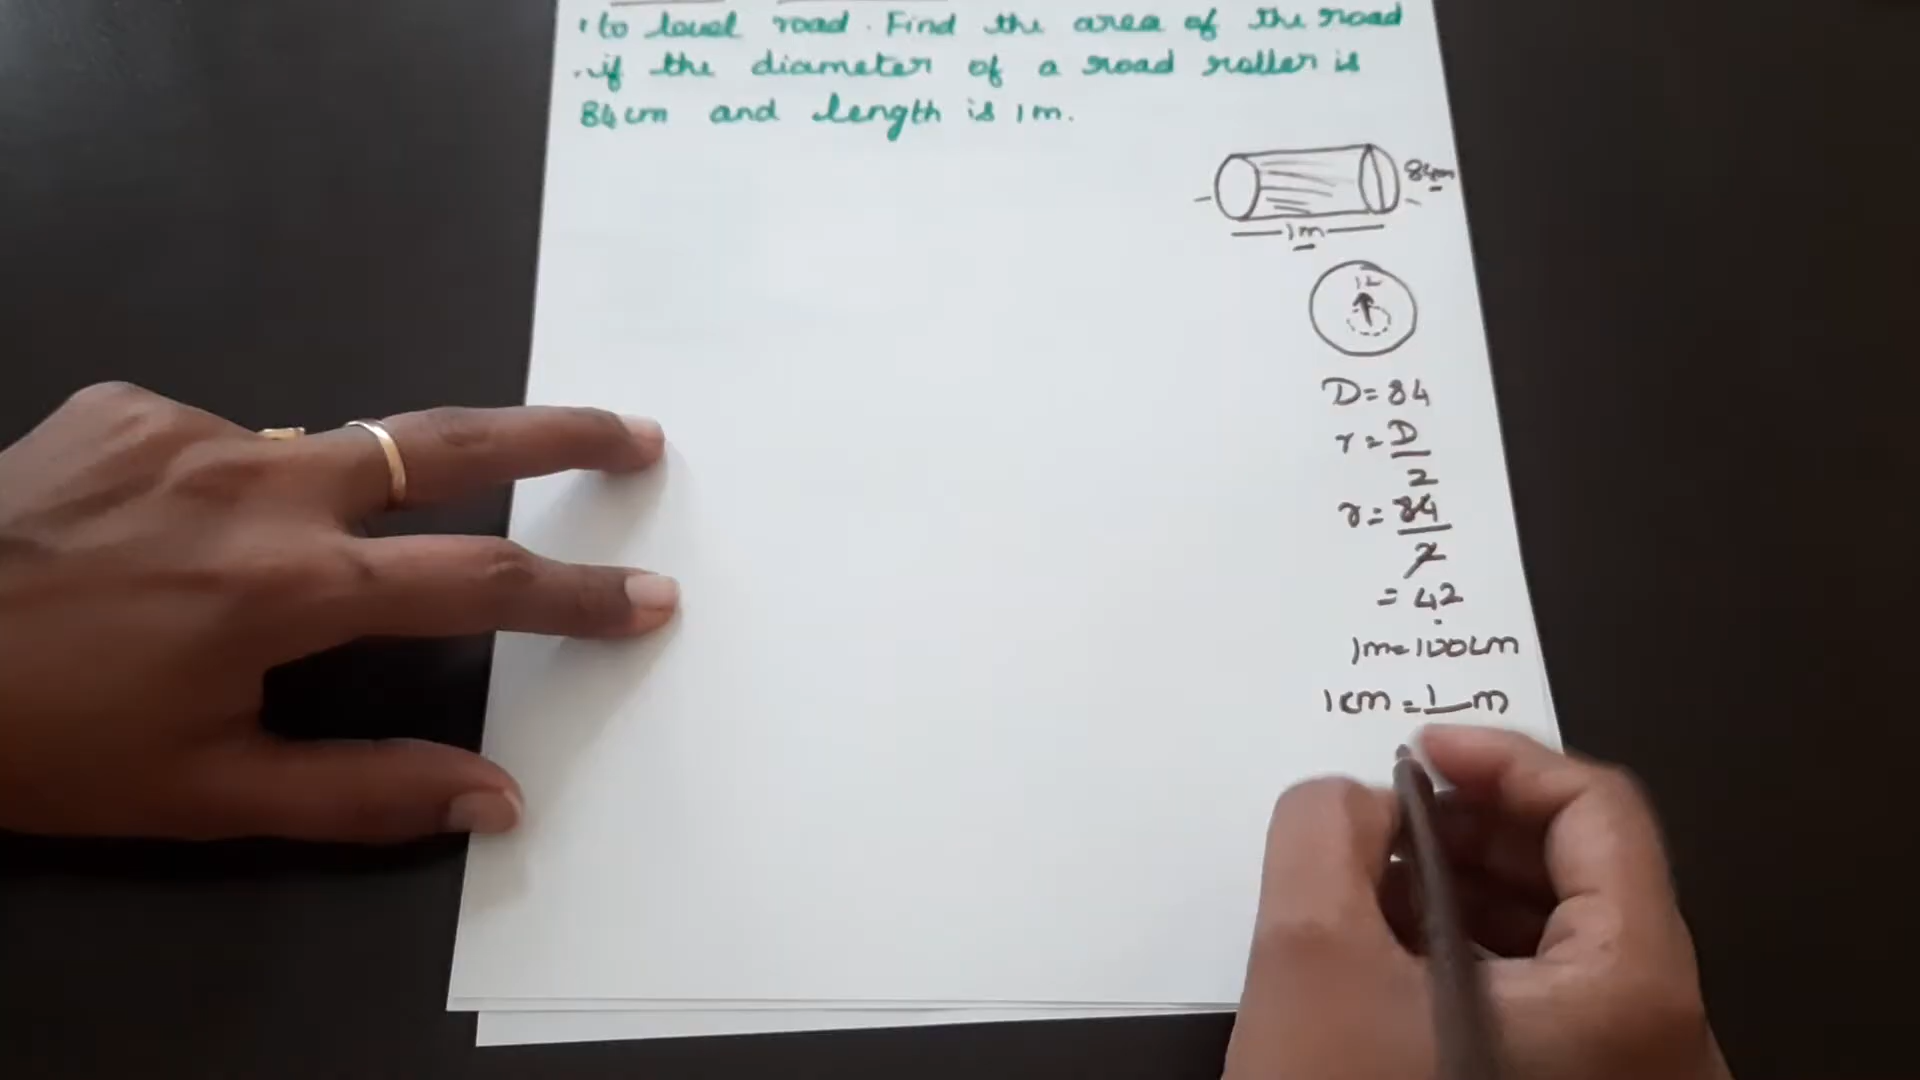 to level road. Find the area of the road
if the diameter of a road roller is
84cm and length is 1m.
84cm
1m
D=84
r=D/2
r=84/2
= 42
1m=100cm
1cm = 1 m